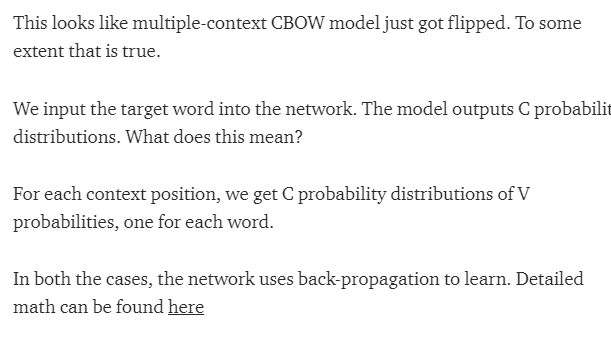 This looks like multiple-context CBOW model just got flipped. To some
extent that is true.
We input the target word into the network. The model outputs C probabilit
distributions. What does this mean?
For each context position, we get C probability distributions of V
probabilities, one for each word.
In both the cases, the network uses back-propagation to learn. Detailed
math can be found here